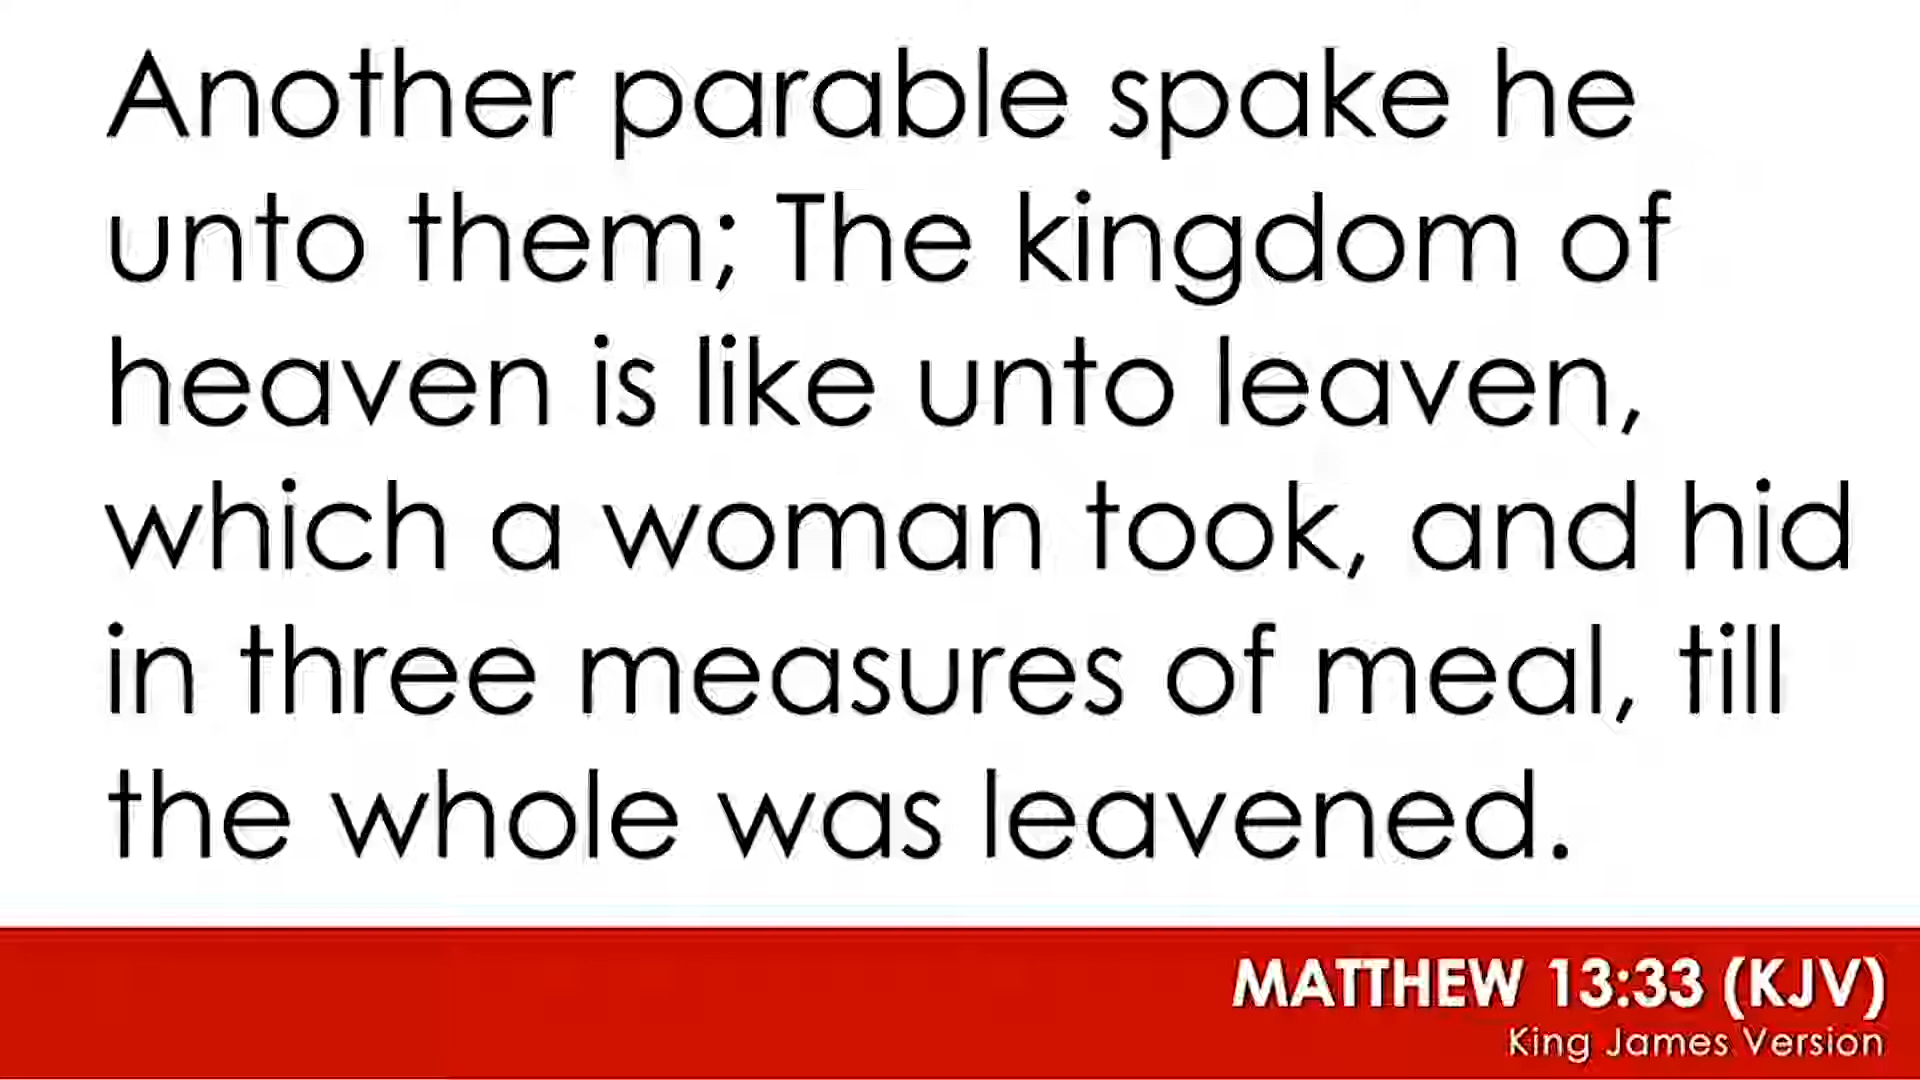 Another parable spake he
unto them; The kingdom of
heaven is like unto leaven,
which a woman took, and hid
in three measures of meal, till
the whole was leavened.
MATTHEW 13:33 (KJV)
King James Version